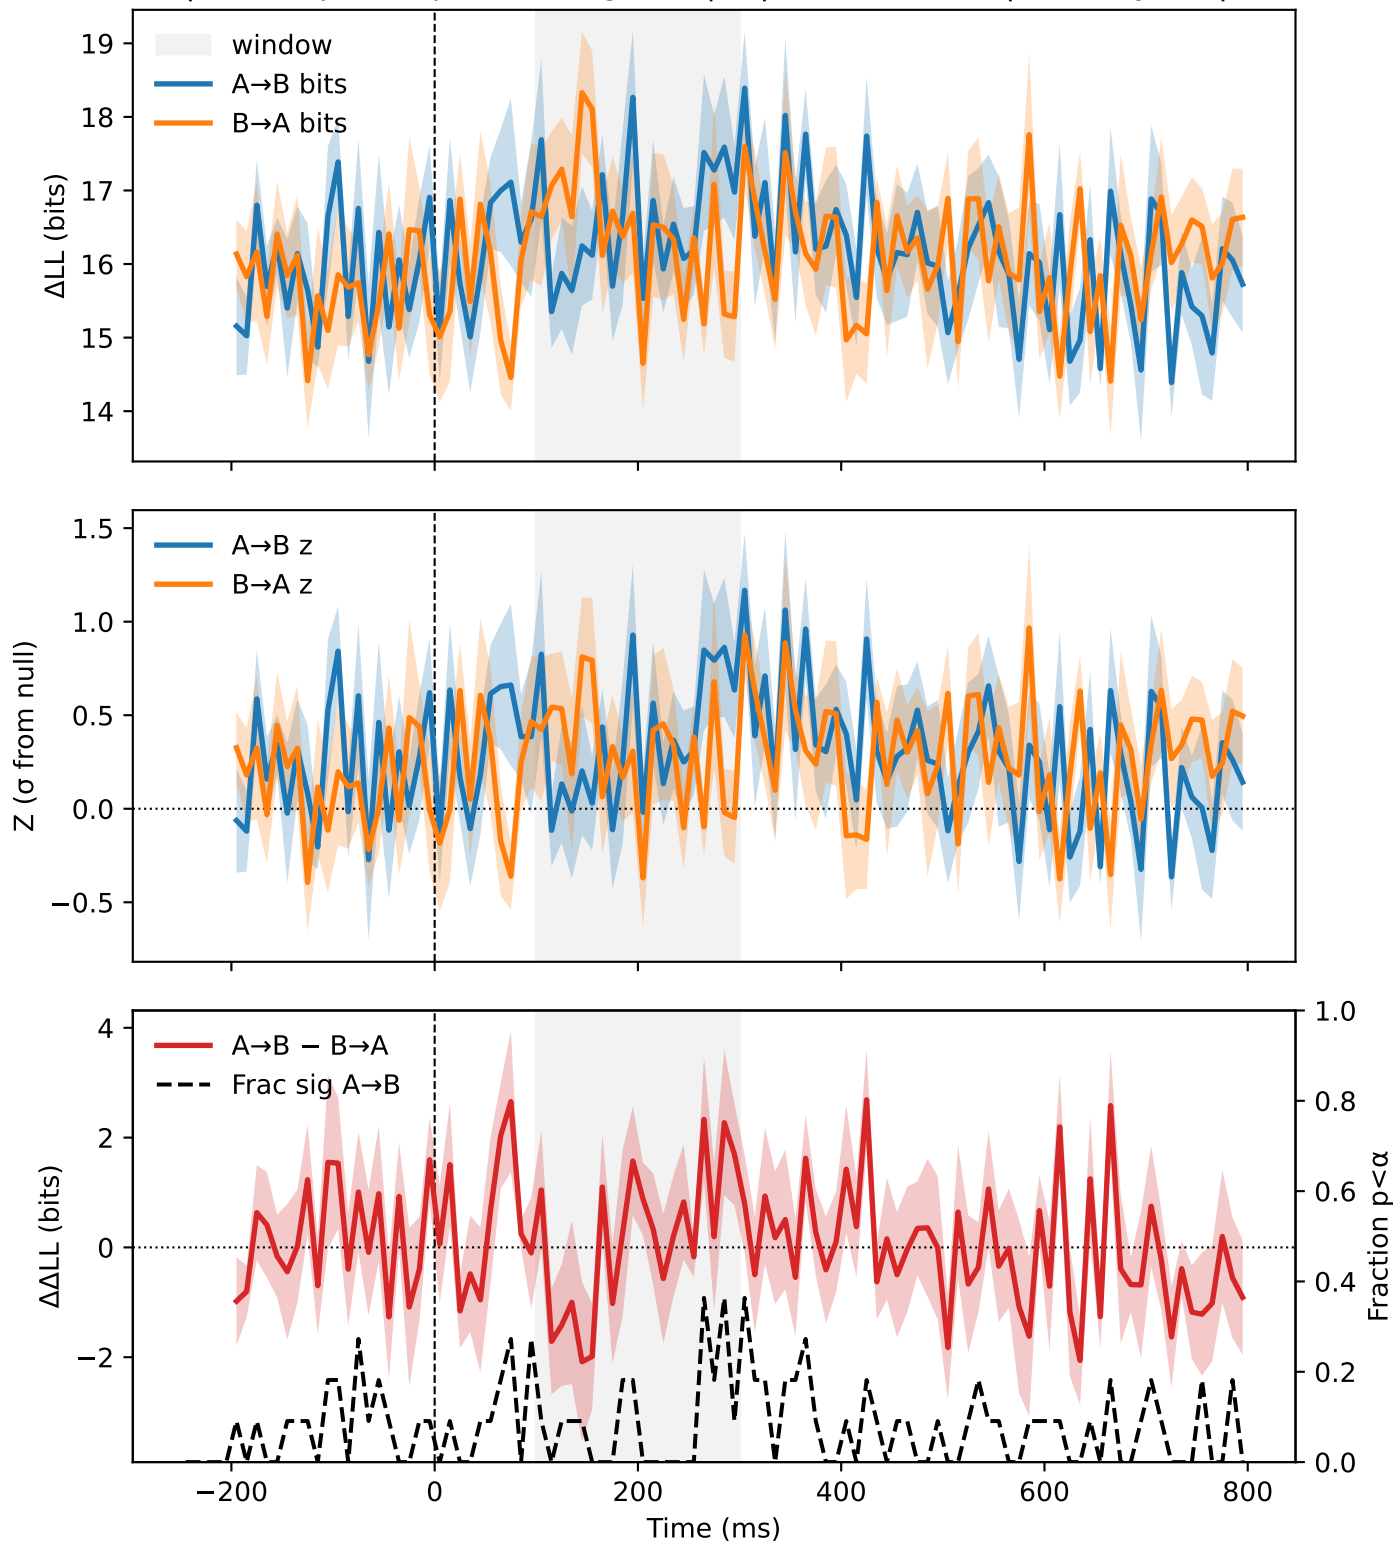 window
A→B bits
B→A bits
ΔLL (bits)
19
18
17
16
15
14
A→B z
B→A z
Z (σ from null)
1.5
1.0
0.5
0.0
−0.5
A→B − B→A
Frac sig A→B
ΔΔLL (bits)
4
2
0
−2
1.0
0.8
0.6
0.4
0.2
0.0
Fraction p<α
−200
0
200
400
600
800
Time (ms)